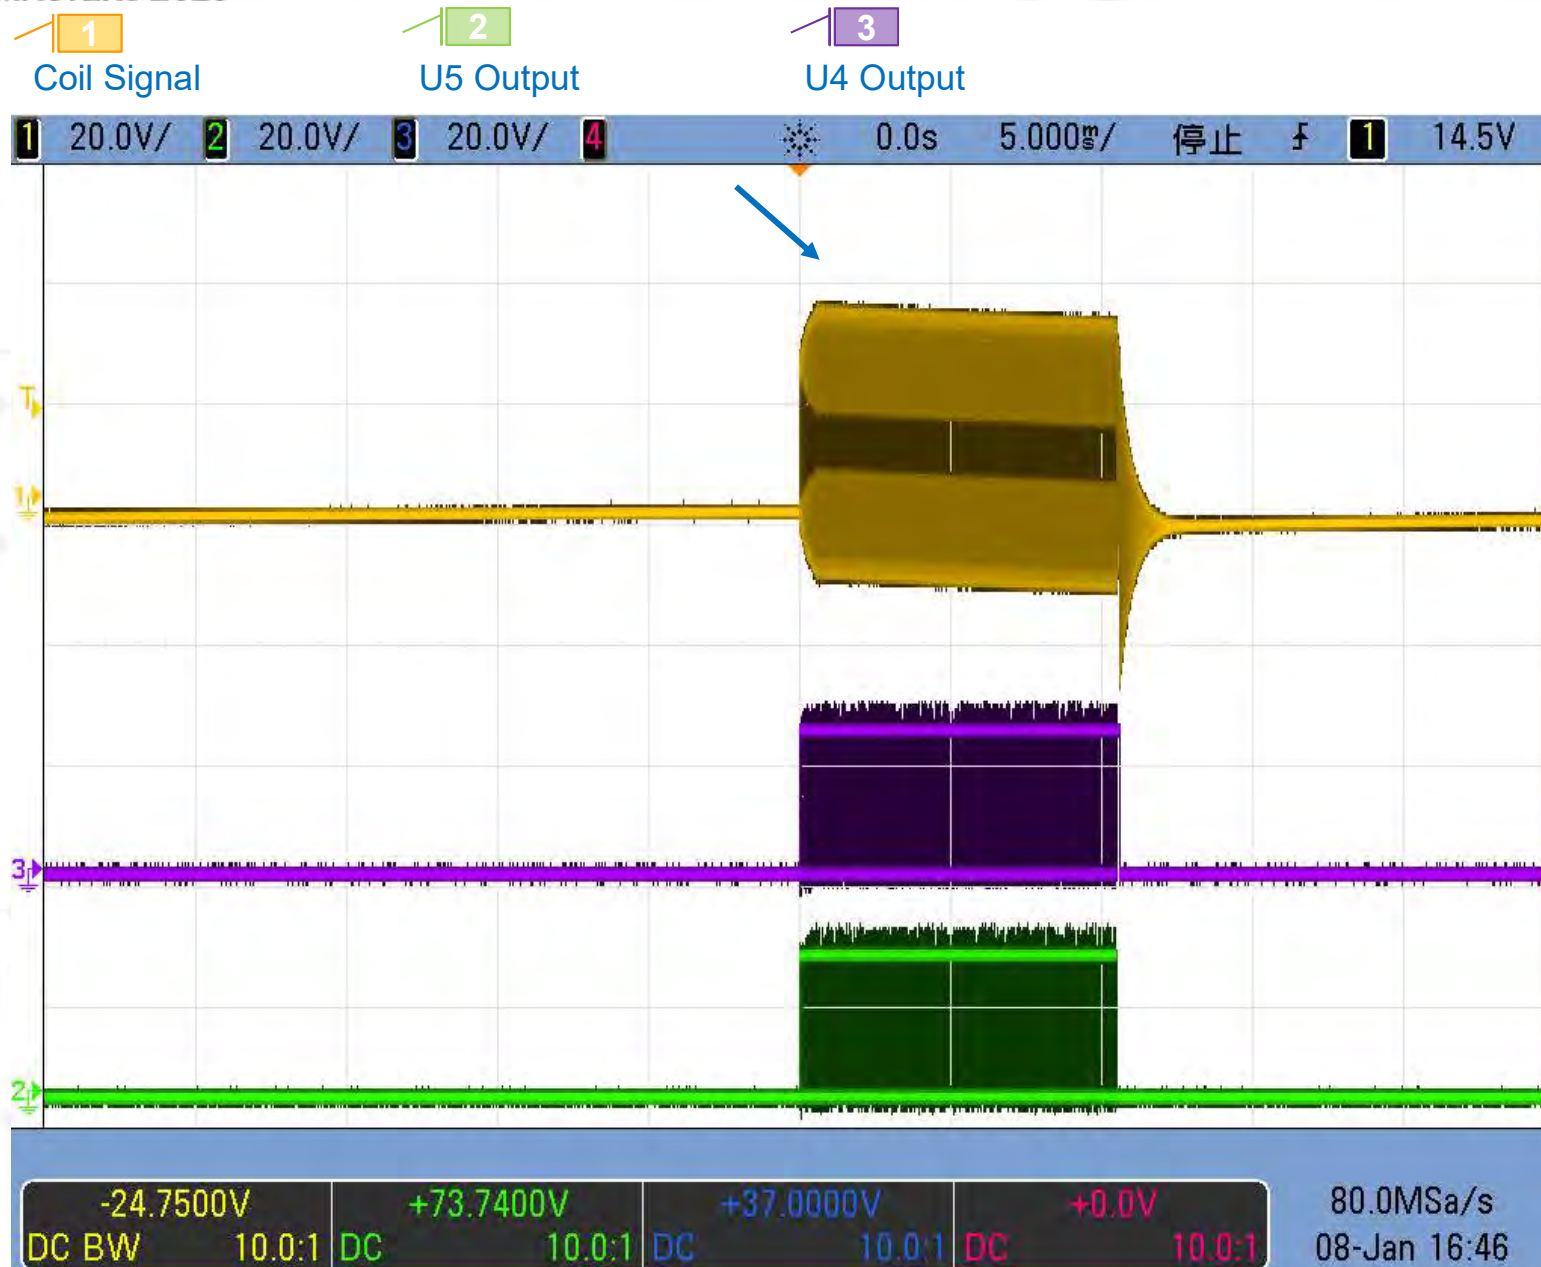 1 2 3
Coil Signal U5 Output U4 Output
1 20.0V/ 2 20.0V/ 3 20.0V/ 4 0.0s 5.000ms/ 停止 1 14.5V
T
1
3
2
-24.7500V +73.7400V +37.0000V +0.0V 80.0MSa/s
DC BW 10.0:1 DC 10.0:1 DC 10.0:1 DC 10.0:1 08-Jan 16:46